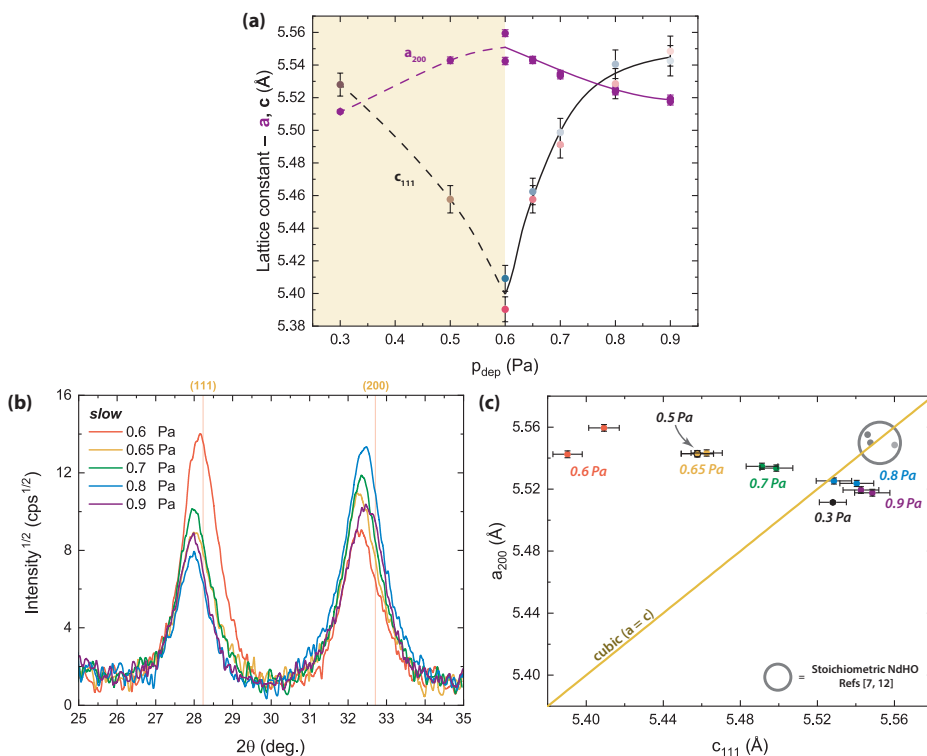 (a)
Lattice constant – a, c (Å)
5.56
5.54
5.52
5.50
5.48
5.46
5.44
5.42
5.40
5.38
a200
c111
0.3 0.4 0.5 0.6 0.7 0.8 0.9
pdep (Pa)
(b)
(111) (200)
Intensity1/2 (cps1/2)
16
12
8
4
0
slow
0.6 Pa
0.65 Pa
0.7 Pa
0.8 Pa
0.9 Pa
25 26 27 28 29 30 31 32 33 34 35
2θ (deg.)
(c)
a200 (Å)
5.56
5.52
5.48
5.44
5.40
0.5 Pa
0.6 Pa
0.65 Pa
0.7 Pa
0.8 Pa
0.9 Pa
0.3 Pa
cubic (a = c)
= Stoichiometric NdHO
Refs [7, 12]
5.40 5.44 5.48 5.52 5.56
c111 (Å)